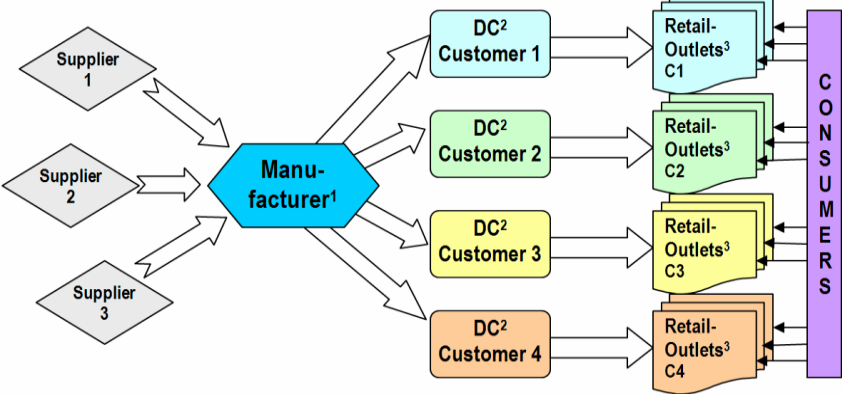 Supplier
1
Supplier
2
Supplier
3
Manu-
facturer¹
DC²
Customer 1
DC²
Customer 2
DC²
Customer 3
DC²
Customer 4
Retail-
Outlets³
C1
Retail-
Outlets³
C2
Retail-
Outlets³
C3
Retail-
Outlets³
C4
CONSUMERS